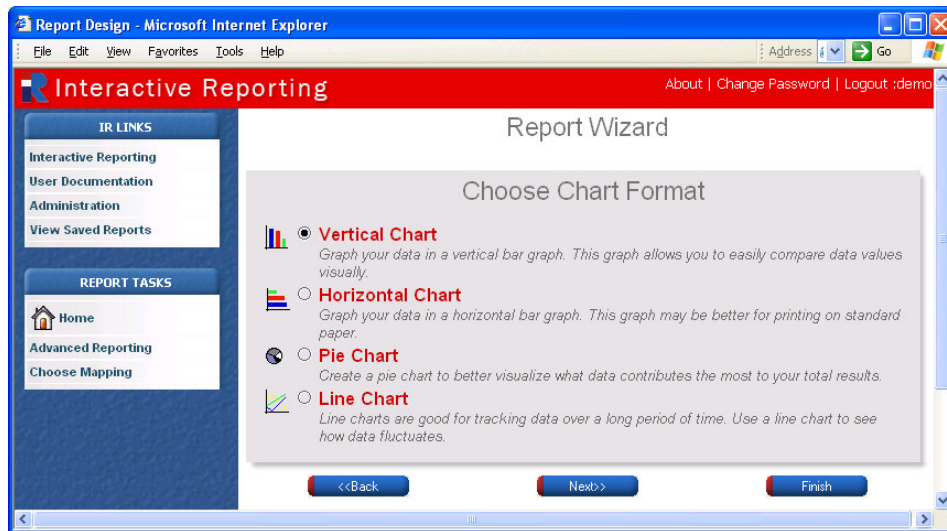 Report Design - Microsoft Internet Explorer
File Edit View Favorites Tools Help Address Go
Interactive Reporting About | Change Password | Logout :demo
IR LINKS
Interactive Reporting
User Documentation
Administration
View Saved Reports
REPORT TASKS
Home
Advanced Reporting
Choose Mapping
Report Wizard
Choose Chart Format
Vertical Chart
Graph your data in a vertical bar graph. This graph allows you to easily compare data values
visually.
Horizontal Chart
Graph your data in a horizontal bar graph. This graph may be better for printing on standard
paper.
Pie Chart
Create a pie chart to better visualize what data contributes the most to your total results.
Line Chart
Line charts are good for tracking data over a long period of time. Use a line chart to see
how data fluctuates.
<<Back Next>> Finish